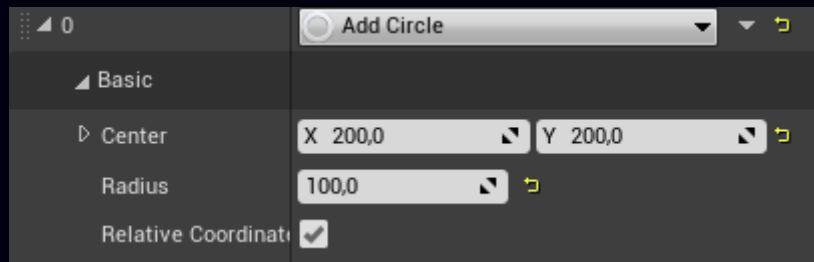 0 Add Circle
Basic
Center X 200,0 Y 200,0
Radius 100,0
Relative Coordinat